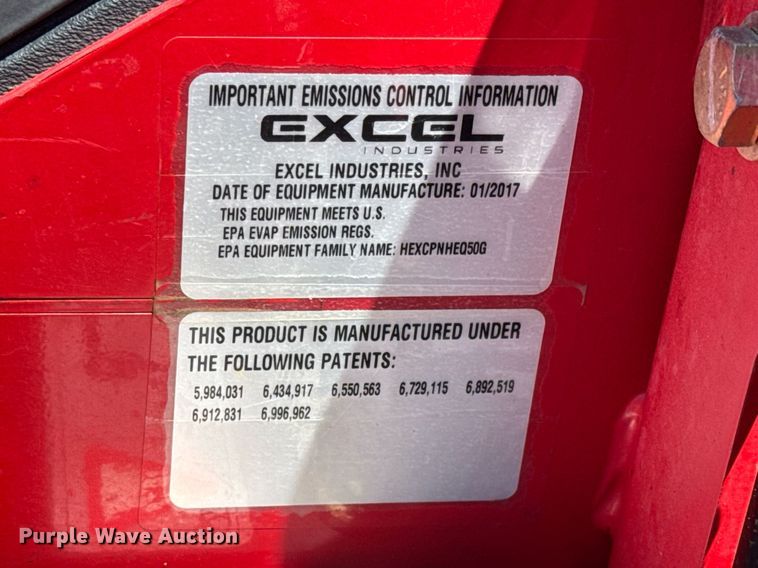 IMPORTANT EMISSIONS CONTROL INFORMATION
EXCEL
INDUSTRIES
EXCEL INDUSTRIES, INC
DATE OF EQUIPMENT MANUFACTURE: 01/2017
THIS EQUIPMENT MEETS U.S.
EPA EVAP EMISSION REGS.
EPA EQUIPMENT FAMILY NAME: HEXCPNHEQ50G
THIS PRODUCT IS MANUFACTURED UNDER
THE FOLLOWING PATENTS:
5,984,031 6,434,917 6,550,563 6,729,115 6,892,519
6,912,831 6,996,962
Purple Wave Auction